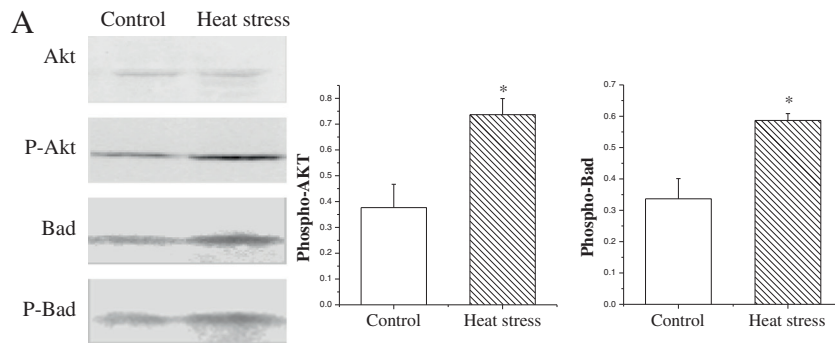 A
Control Heat stress
Akt
P-Akt
Bad
P-Bad
Phospho-AKT
0.8
0.7
0.6
0.5
0.4
0.3
0.2
0.1
0.0
*
Control Heat stress
Phospho-Bad
0.7
0.6
0.5
0.4
0.3
0.2
0.1
0.0
*
Control Heat stress